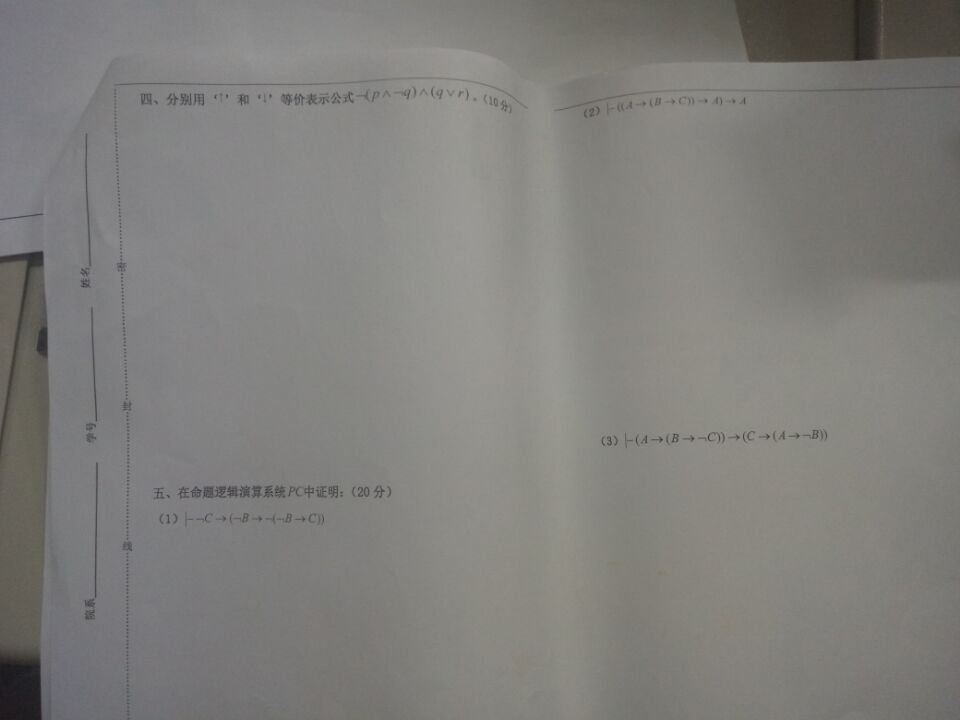 四、分别用 '↑' 和 '↓' 等价表示公式¬(p∧¬q)∧(q∨r)。(10分)
五、在命题逻辑演算系统PC中证明:(20分)
(1)├¬C→(¬B→¬(¬B→C))
(2)├((A→(B→C))→A)→A
(3)├(A→(B→¬C))→(C→(A→¬B))
姓名
学号
院系
密
封
线